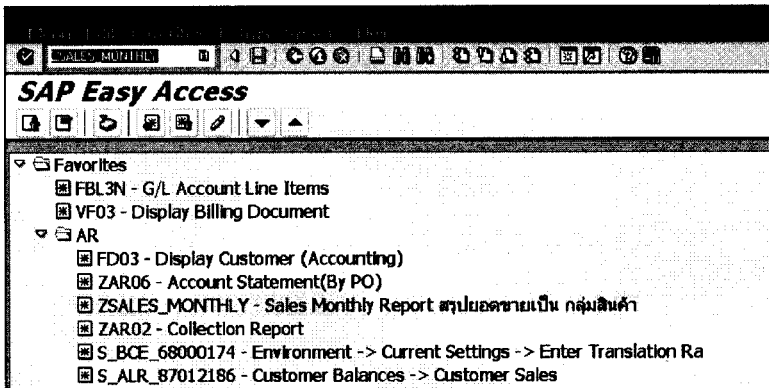 ZSALES_MONTHLY
SAP Easy Access
Favorites
FBL3N - G/L Account Line Items
VF03 - Display Billing Document
AR
FD03 - Display Customer (Accounting)
ZAR06 - Account Statement(By PO)
ZSALES_MONTHLY - Sales Monthly Report สรุปยอดขายเป็น กลุ่มสินค้า
ZAR02 - Collection Report
S_BCE_68000174 - Environment -> Current Settings -> Enter Translation Ra
S_ALR_87012186 - Customer Balances -> Customer Sales